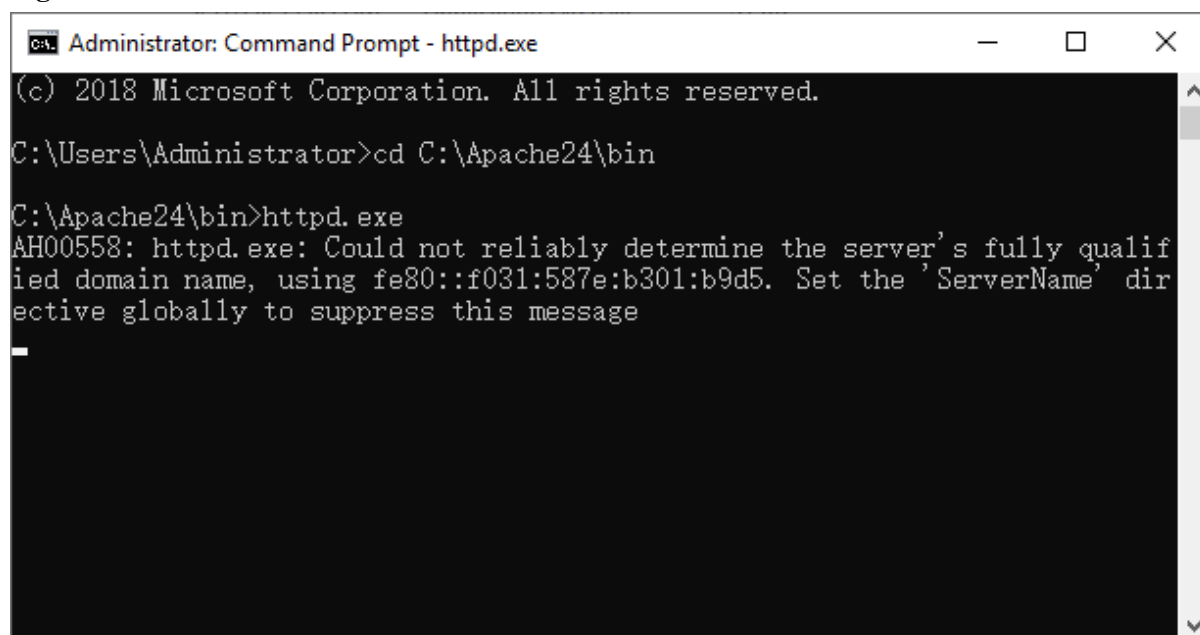 Administrator: Command Prompt - httpd.exe
(c) 2018 Microsoft Corporation. All rights reserved.
C:\Users\Administrator>cd C:\Apache24\bin
C:\Apache24\bin>httpd.exe
AH00558: httpd.exe: Could not reliably determine the server's fully qualif
ied domain name, using fe80::f031:587e:b301:b9d5. Set the 'ServerName' dir
ective globally to suppress this message